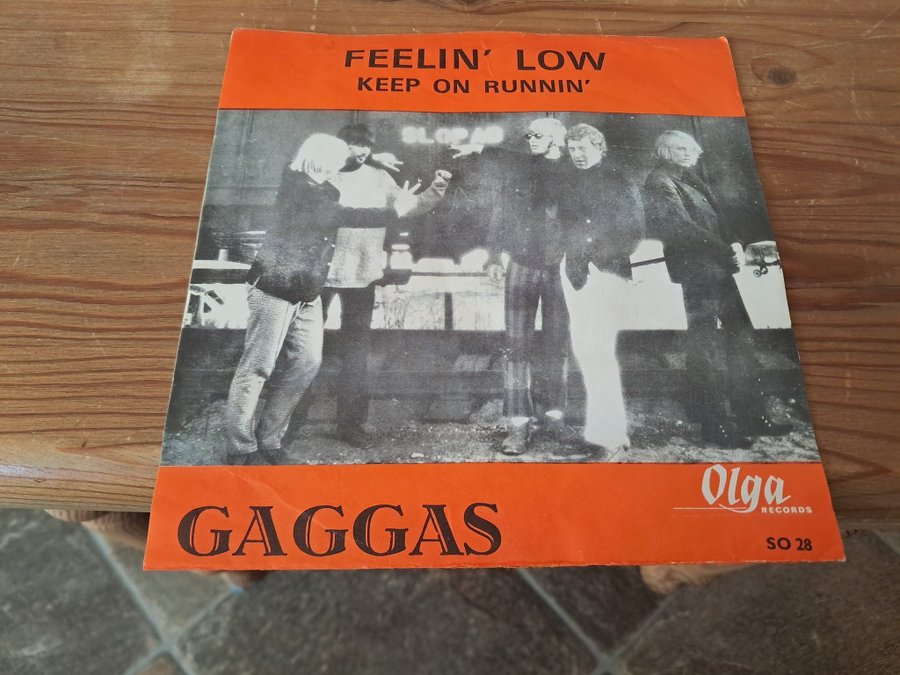 FEELIN' LOW
KEEP ON RUNNIN'
GAGGAS
Olga
RECORDS
SO 28